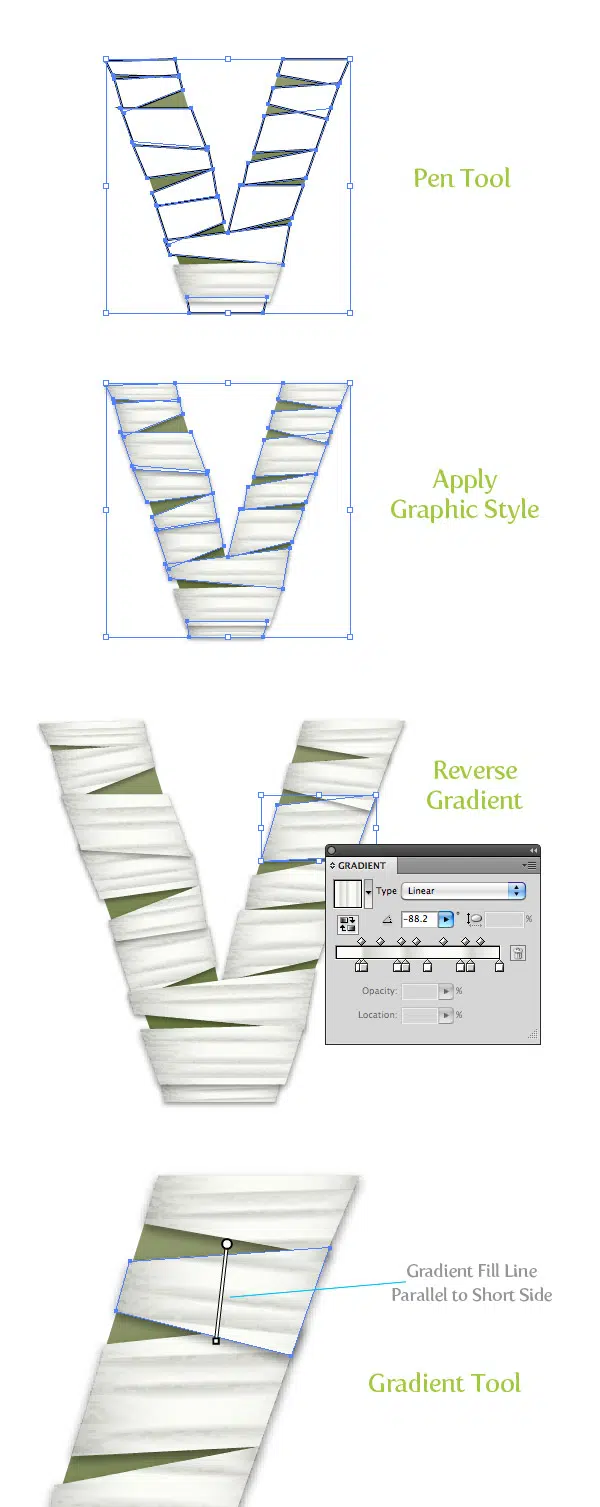 Pen Tool
Apply
Graphic Style
Reverse
Gradient
GRADIENT
Type Linear
-88.2 ° %
Opacity: %
Location: %
Gradient Fill Line
Parallel to Short Side
Gradient Tool